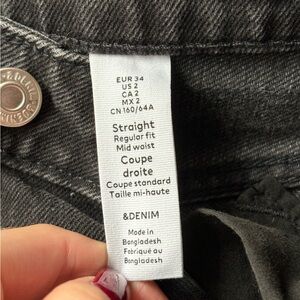 EUR 34
US 2
CA 2
MX 2
CN 160/64A
Straight
Regular fit
Mid waist
Coupe
droite
Coupe standard
Taille mi-haute
&DENIM
Made in
Bangladesh
Fabriqué au
Bangladesh